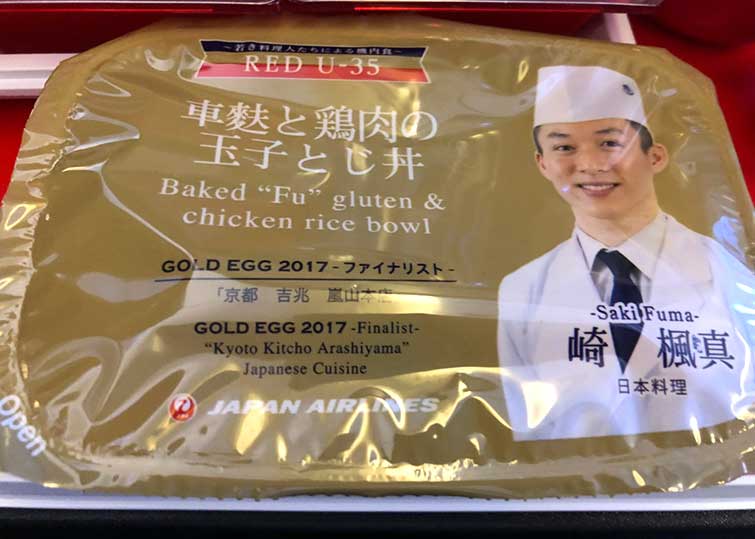 ～若き料理人たちによる機内食～
RED U-35
車麩と鶏肉の
玉子とじ丼
Baked “Fu” gluten &
chicken rice bowl
GOLD EGG 2017 -ファイナリスト-
「京都 吉兆 嵐山本店」
GOLD EGG 2017 -Finalist-
“Kyoto Kitcho Arashiyama”
Japanese Cuisine
JAPAN AIRLINES
-Saki Fuma-
崎 楓真
日本料理
Open